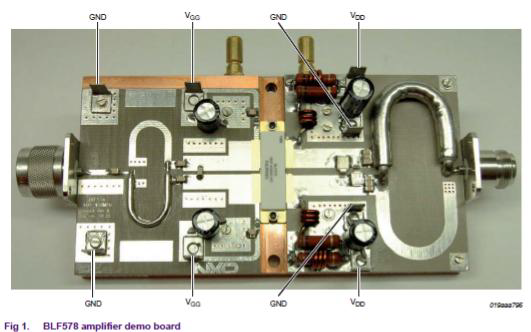 GND
VGG
GND
VDD
GND
VGG
GND
VDD
019aaa796
Fig 1. BLF578 amplifier demo board